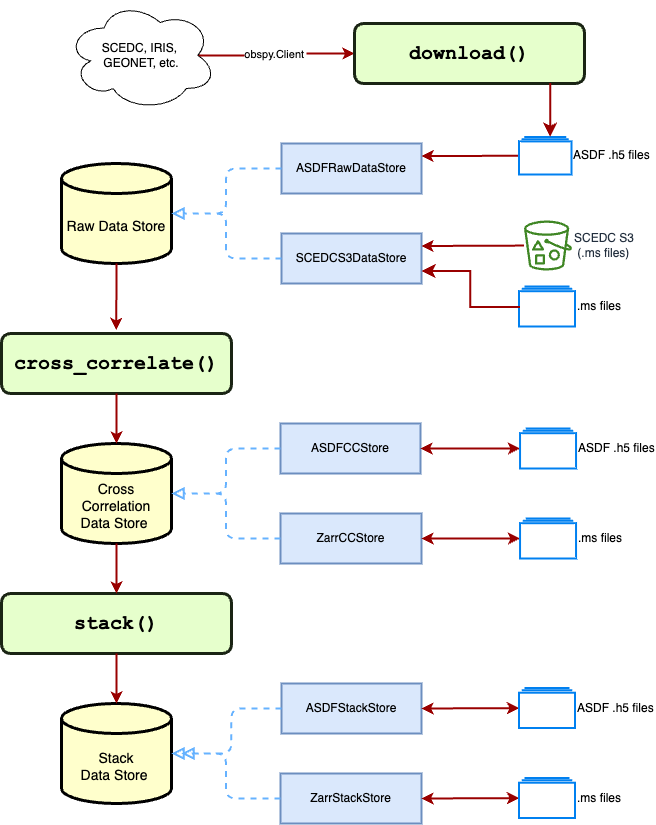 SCEDC, IRIS,
GEONET, etc.
obspy.Client
download()
ASDFRawDataStore
ASDF .h5 files
Raw Data Store
SCEDCS3DataStore
SCEDC S3
(.ms files)
.ms files
cross_correlate()
ASDFCCStore
ASDF .h5 files
Cross
Correlation
Data Store
ZarrCCStore
.ms files
stack()
ASDFStackStore
ASDF .h5 files
Stack
Data Store
ZarrStackStore
.ms files